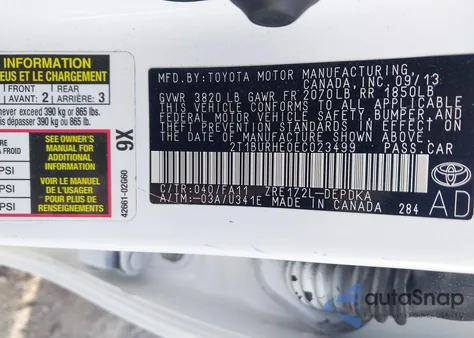 INFORMATION
EUS ET LE CHARGEMENT
FRONT REAR
AVANT: 2 ARRIÈRE: 3
never exceed 390 kg or 865 lbs.
dépasser 390 kg ou 865 lb.
SEE OWNER'S
MANUAL FOR
ADDITIONAL
INFORMATION
VOIR LE MANUEL
DE L'USAGER
POUR PLUS DE
RENSEIGNEMENTS
FROID
PSI
PSI
9X
42661-02G60
MFD. BY: TOYOTA MOTOR MANUFACTURING
CANADA, INC. 09/13
GVWR 3820 LB GAWR FR 2070LB RR 1850LB
THIS VEHICLE CONFORMS TO ALL APPLICABLE
FEDERAL MOTOR VEHICLE SAFETY, BUMPER,
AND THEFT PREVENTION STANDARDS IN EFFECT
ON THE DATE OF MANUFACTURE SHOWN ABOVE.
2T1BURHE0EC023499 PASS. CAR
C/TR: 040/FA11 ZRE172L-DEPDKA
A/TM: -03A/U341E MADE IN CANADA 284
AD
TOYOTA
autoSnap